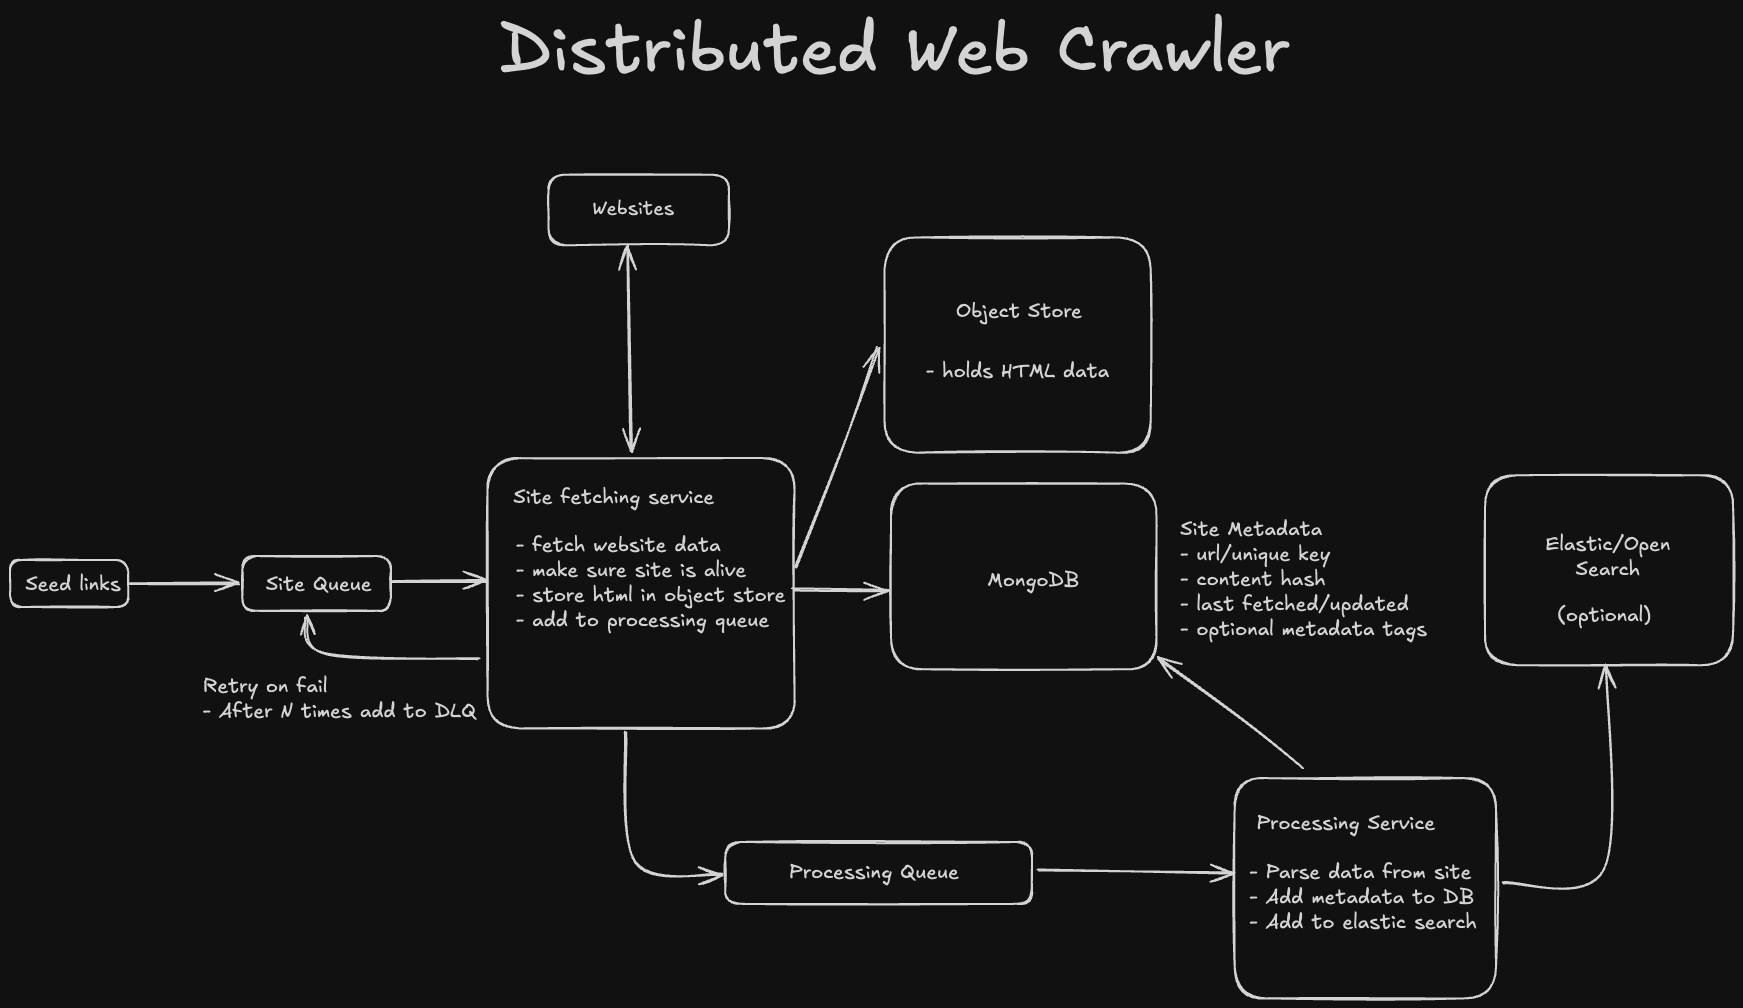 Distributed Web Crawler
Websites
Object Store
- holds HTML data
Site fetching service
- fetch website data
- make sure site is alive
- store html in object store
- add to processing queue
Seed links
Site Queue
Retry on fail
- After N times add to DLQ
MongoDB
Site Metadata
- url/unique key
- content hash
- last fetched/updated
- optional metadata tags
Elastic/Open
Search
(optional)
Processing Queue
Processing Service
- Parse data from site
- Add metadata to DB
- Add to elastic search